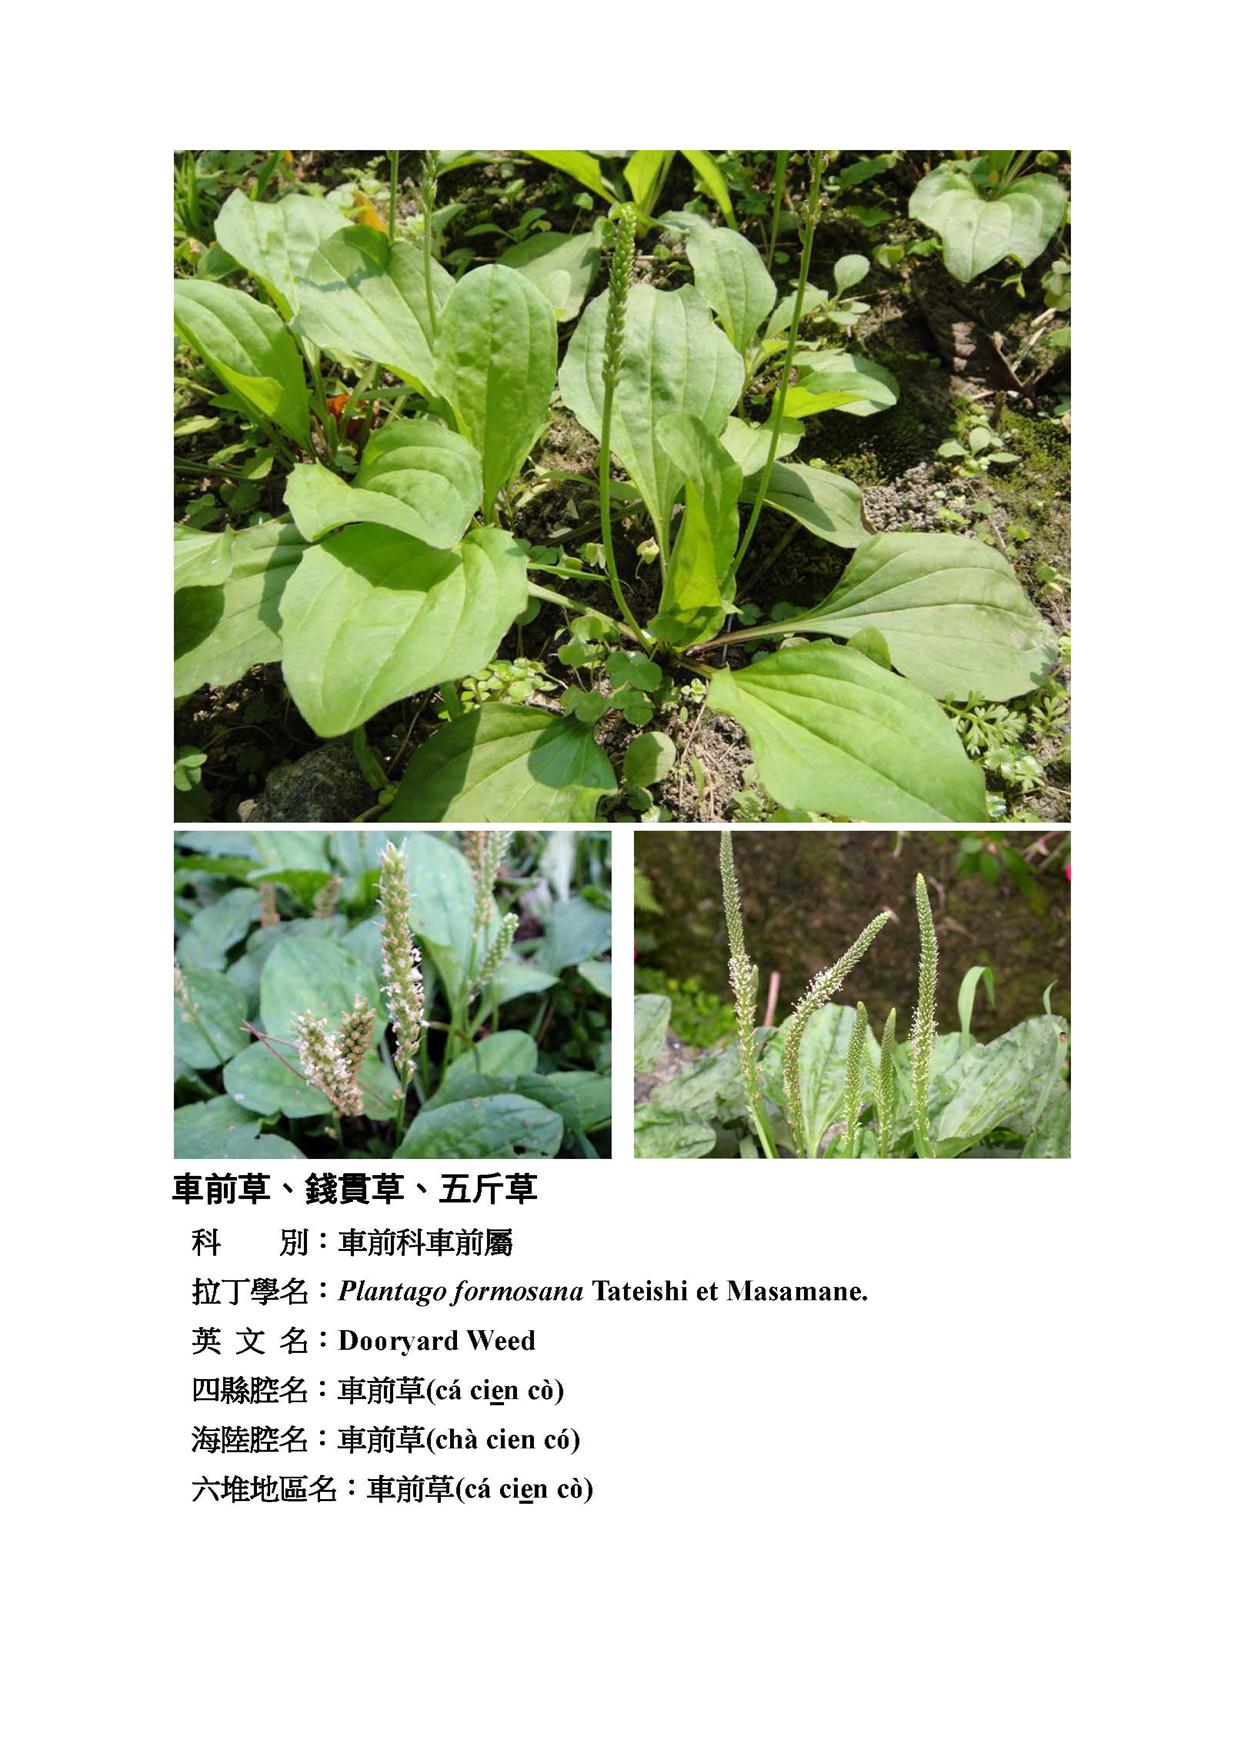 車前草、錢貫草、五斤草
科　　別：車前科車前屬
拉丁學名：Plantago formosana Tateishi et Masamane.
英 文 名：Dooryard Weed
四縣腔名：車前草(cá cien cò)
海陸腔名：車前草(chà cien có)
六堆地區名：車前草(cá cien cò)